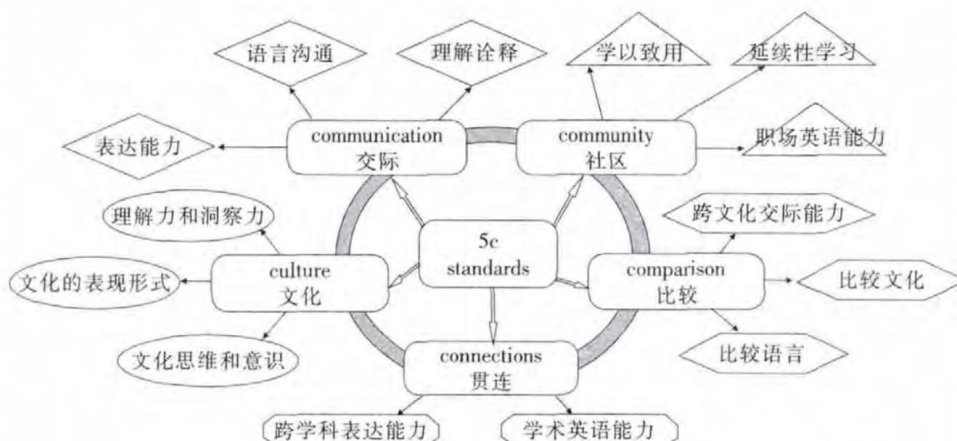 语言沟通
理解诠释
学以致用
延续性学习
表达能力
communication
交际
community
社区
职场英语能力
理解力和洞察力
跨文化交际能力
5c
standards
文化的表现形式
culture
文化
comparison
比较
比较文化
文化思维和意识
比较语言
connections
贯连
跨学科表达能力
学术英语能力